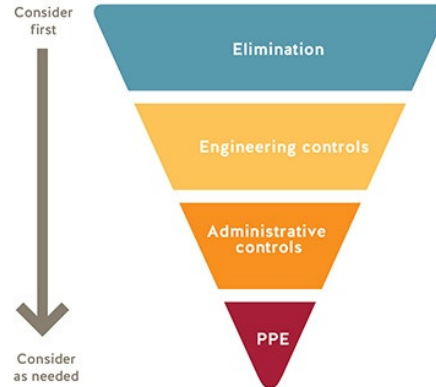 Consider
first
Elimination
Engineering controls
Administrative
controls
PPE
Consider
as needed